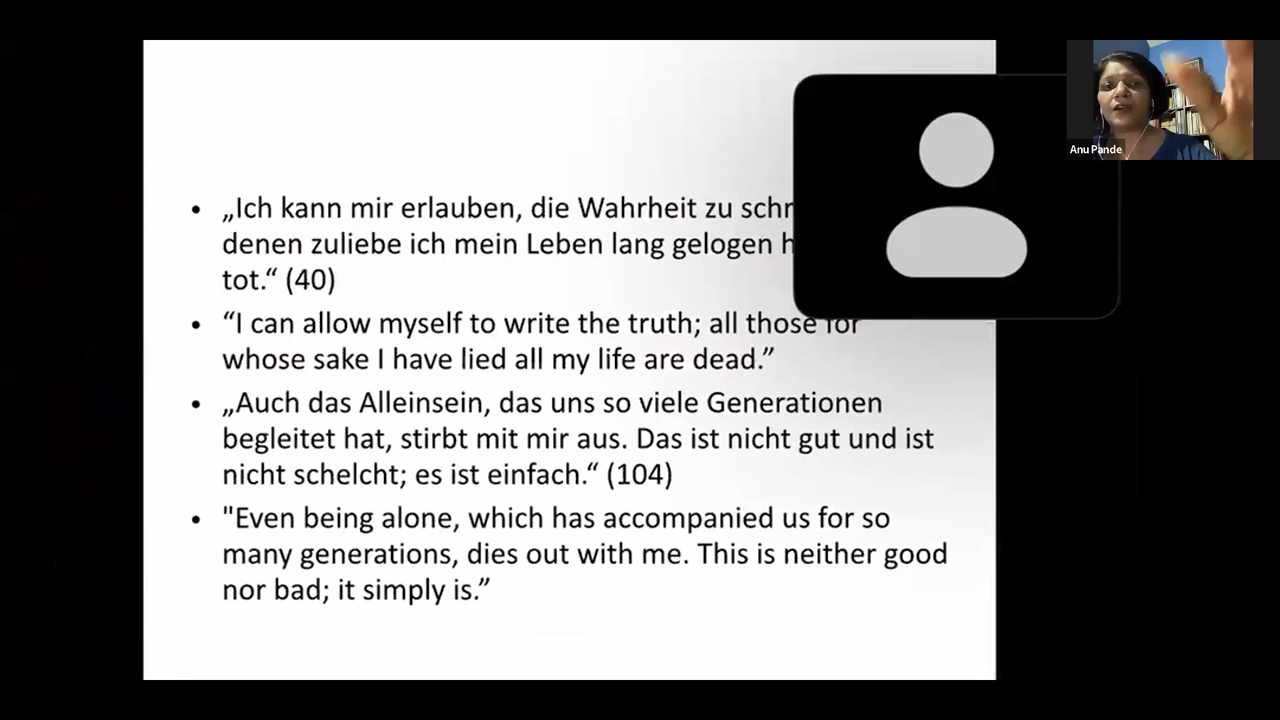 „Ich kann mir erlauben, die Wahrheit zu
denen zuliebe ich mein Leben lang gelogen
tot.“ (40)
“I can allow myself to write the truth; all those for
whose sake I have lied all my life are dead.”
„Auch das Alleinsein, das uns so viele Generationen
begleitet hat, stirbt mit mir aus. Das ist nicht gut und ist
nicht schelcht; es ist einfach.“ (104)
"Even being alone, which has accompanied us for so
many generations, dies out with me. This is neither good
nor bad; it simply is.”
Anu Pande